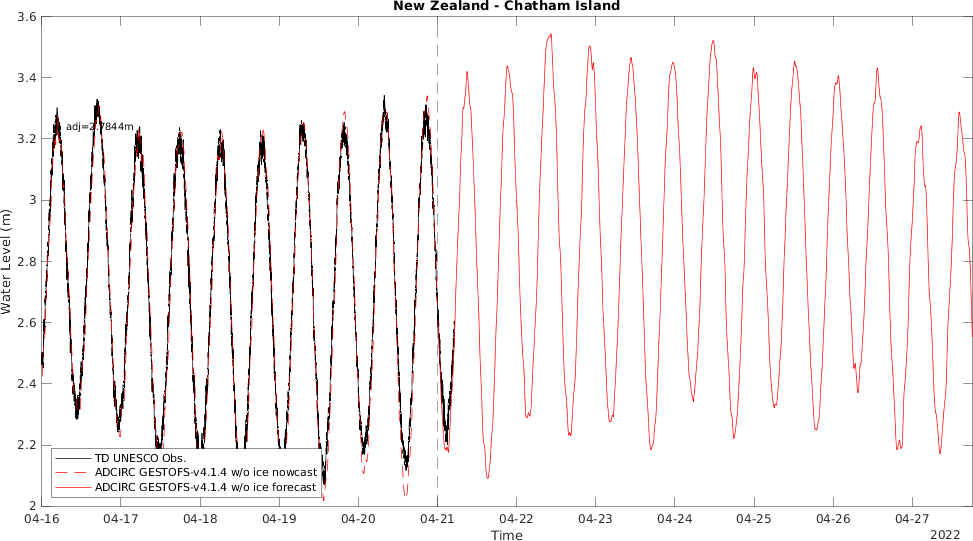 New Zealand - Chatham Island
3.6
3.4
3.2
3
2.8
2.6
2.4
2.2
2
Water Level (m)
adj=2.7844m
TD UNESCO Obs.
ADCIRC GESTOFS-v4.1.4 w/o ice nowcast
ADCIRC GESTOFS-v4.1.4 w/o ice forecast
04-16 04-17 04-18 04-19 04-20 04-21 04-22 04-23 04-24 04-25 04-26 04-27
Time
2022